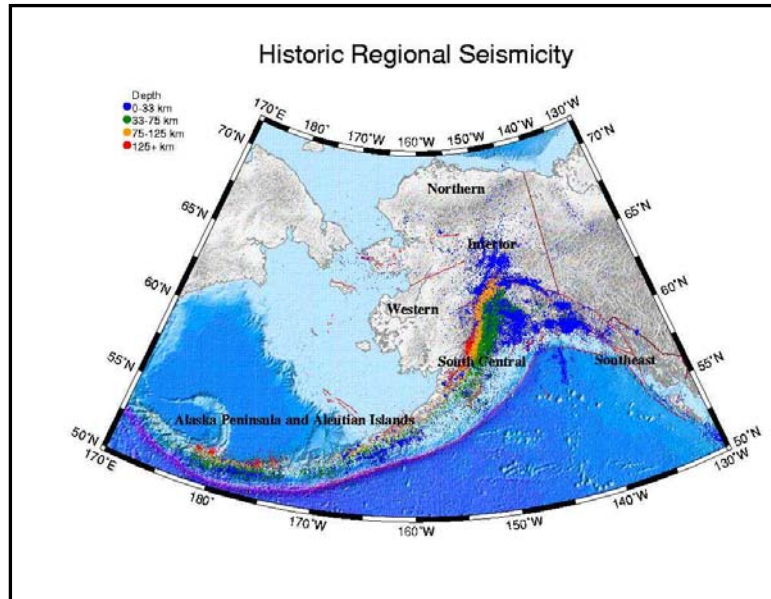 Historic Regional Seismicity
Depth
0-33 km
33-75 km
75-125 km
125+ km
170°E
180°
170°W
160°W
150°W
140°W
130°W
70°N
70°N
65°N
65°N
60°N
60°N
55°N
55°N
50°N
50°N
170°E
180°
170°W
160°W
150°W
140°W
130°W
Northern
Interior
Western
South Central
Southeast
Alaska Peninsula and Aleutian Islands